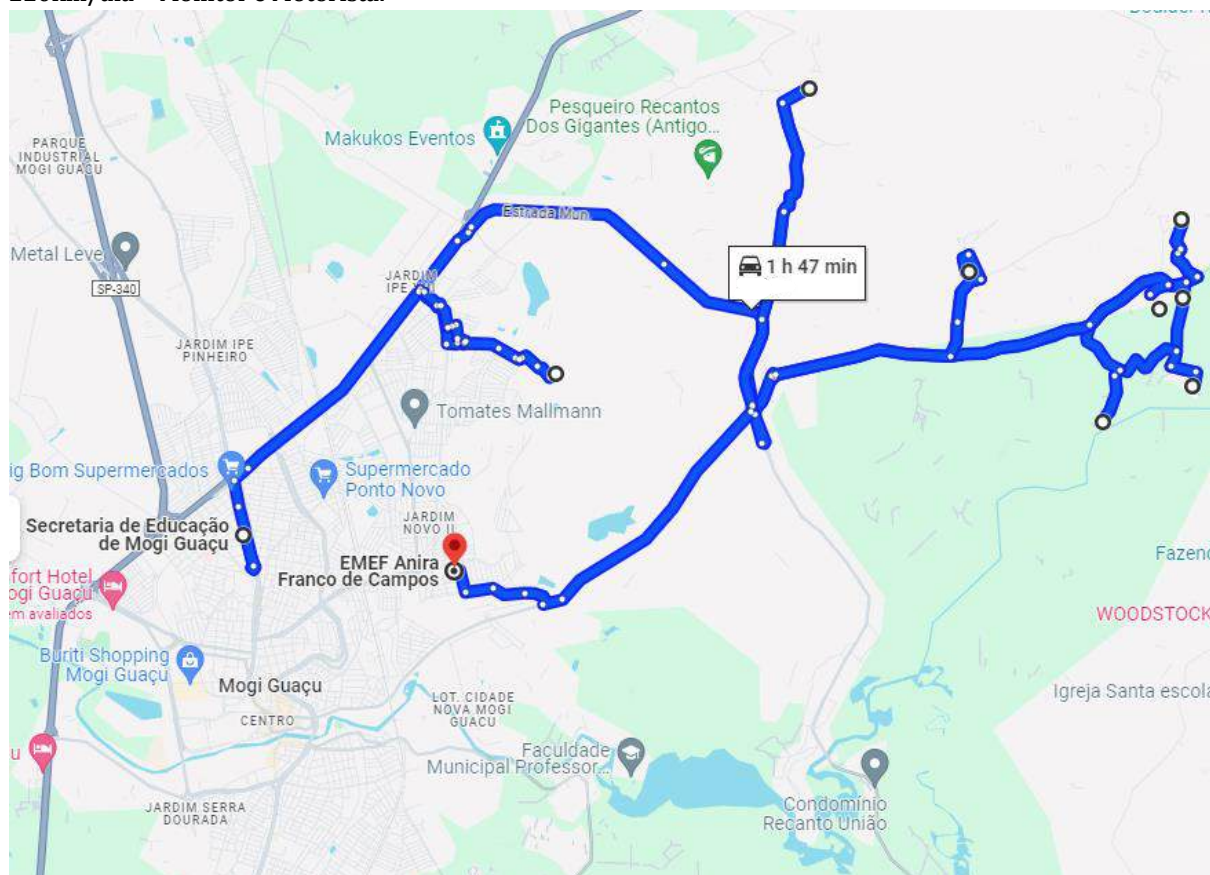 Pesqueiro Recantos
Dos Gigantes (Antigo...
Makukos Eventos
PARQUE
INDUSTRIAL
MOGI GUAÇU
Estrada Mun.
Metal Leve
SP-340
JARDIM
1 h 47 min
JARDIM IPE
PINHEIRO
Tomates Mallmann
ig Bom Supermercados
Supermercado
Ponto Novo
JARDIM
NOVO II
Secretaria de Educação
de Mogi Guaçu
EMEF Anira
Franco de Campos
fort Hotel
ogi Guaçu
em avaliados
Fazend
WOODSTOCK
Buriti Shopping
Mogi Guaçu
Mogi Guaçu
CENTRO
LOT. CIDADE
NOVA MOGI
GUACU
Igreja Santa escola
u
Faculdade
Municipal Professor...
Condomínio
Recanto União
JARDIM SERRA
DOURADA